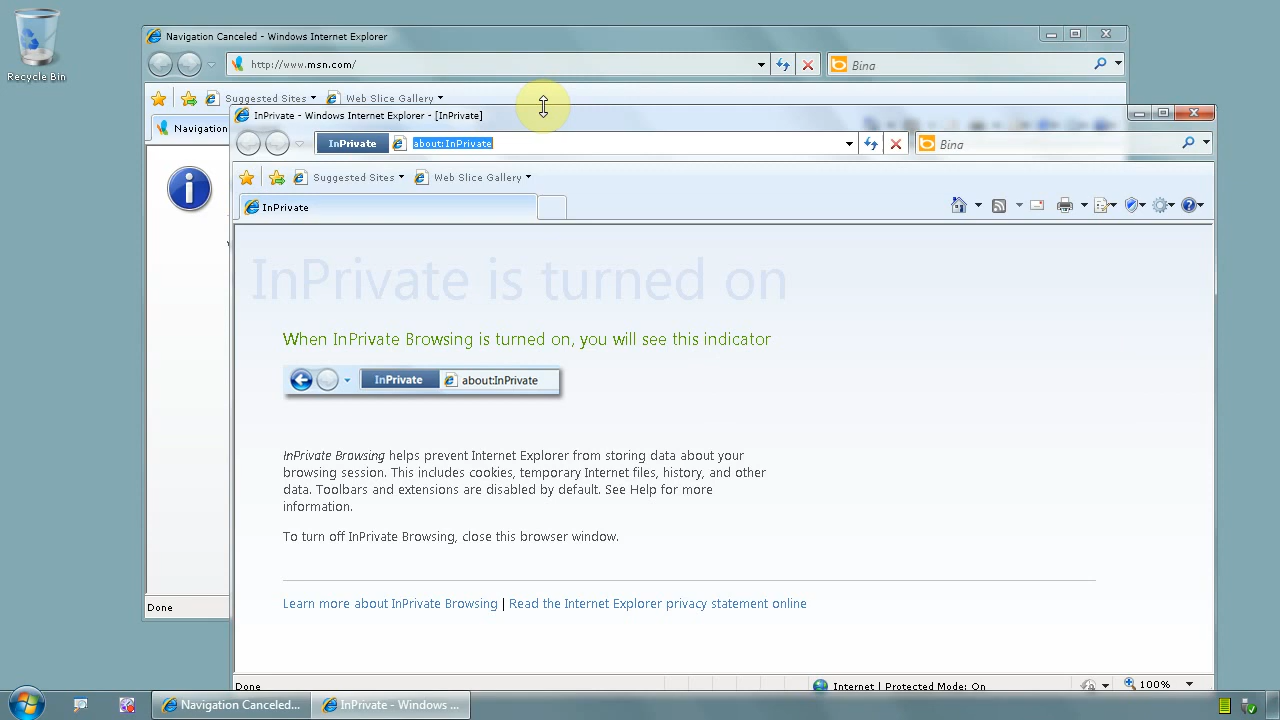 Recycle Bin
Navigation Canceled - Windows Internet Explorer
http://www.msn.com/
Bing
Suggested Sites
Web Slice Gallery
Navigation
InPrivate - Windows Internet Explorer - [InPrivate]
InPrivate
about:InPrivate
Bing
Suggested Sites
Web Slice Gallery
InPrivate
InPrivate is turned on
When InPrivate Browsing is turned on, you will see this indicator
InPrivate
about:InPrivate
InPrivate Browsing helps prevent Internet Explorer from storing data about your
browsing session. This includes cookies, temporary Internet files, history, and other
data. Toolbars and extensions are disabled by default. See Help for more
information.
To turn off InPrivate Browsing, close this browser window.
Learn more about InPrivate Browsing | Read the Internet Explorer privacy statement online
Done
Done
Internet | Protected Mode: On
100%
Navigation Canceled...
InPrivate - Windows ...